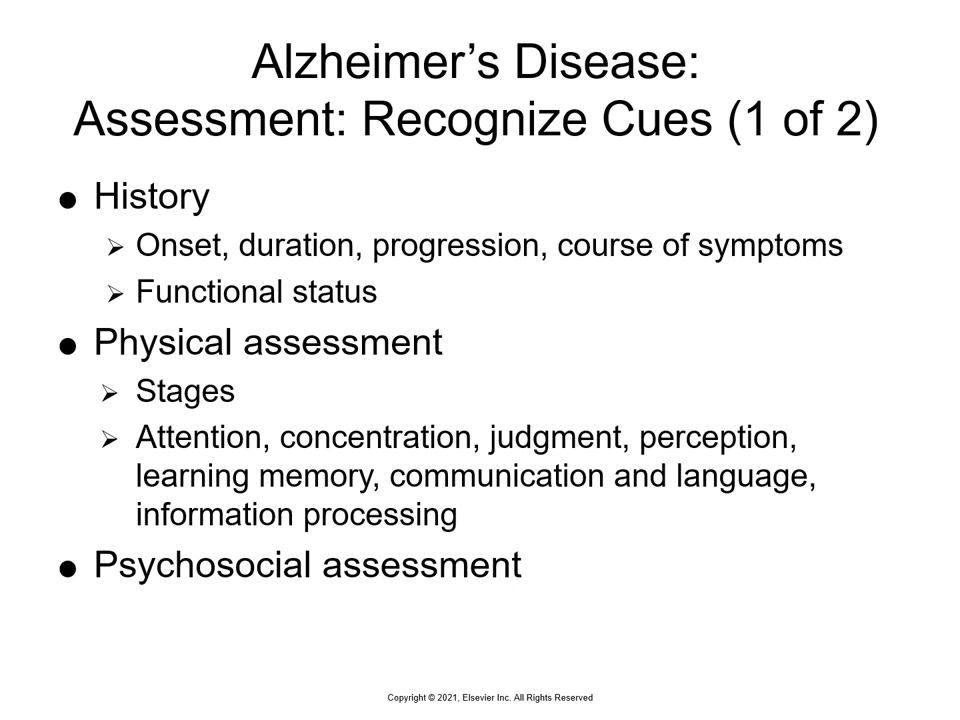 Alzheimer’s Disease:
Assessment: Recognize Cues (1 of 2)
● History
➢ Onset, duration, progression, course of symptoms
➢ Functional status
● Physical assessment
➢ Stages
➢ Attention, concentration, judgment, perception,
learning memory, communication and language,
information processing
● Psychosocial assessment
Copyright © 2021, Elsevier Inc. All Rights Reserved